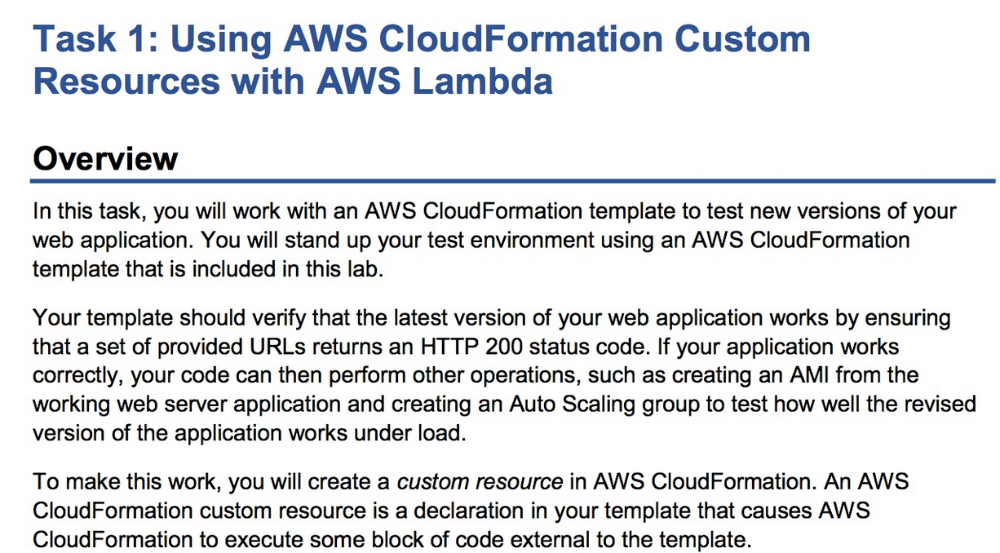 Task 1: Using AWS CloudFormation Custom
Resources with AWS Lambda
Overview
In this task, you will work with an AWS CloudFormation template to test new versions of your
web application. You will stand up your test environment using an AWS CloudFormation
template that is included in this lab.
Your template should verify that the latest version of your web application works by ensuring
that a set of provided URLs returns an HTTP 200 status code. If your application works
correctly, your code can then perform other operations, such as creating an AMI from the
working web server application and creating an Auto Scaling group to test how well the revised
version of the application works under load.
To make this work, you will create a custom resource in AWS CloudFormation. An AWS
CloudFormation custom resource is a declaration in your template that causes AWS
CloudFormation to execute some block of code external to the template.